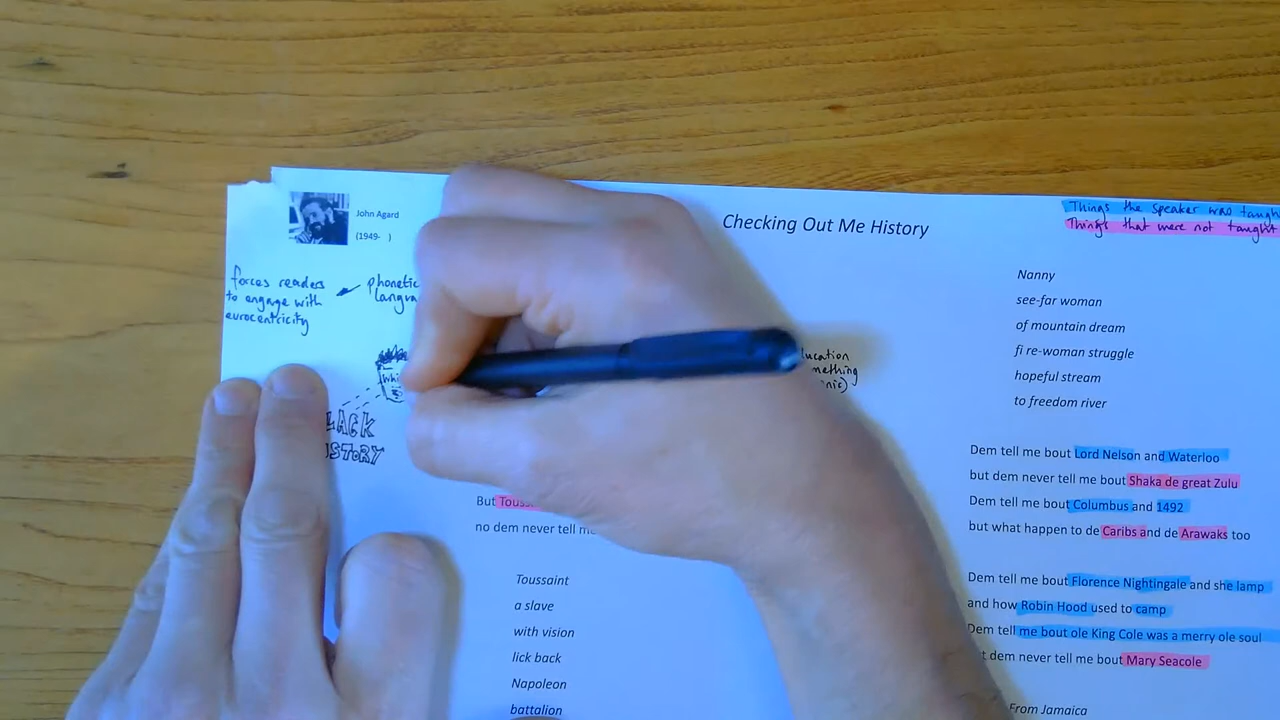 John Agard
(1949- )
Checking Out Me History
Things the speaker was
Things that were not taught
forces readers
to engage with
eurocentricity
phonetic
BLACK
Nanny
see-far woman
of mountain dream
fi re-woman struggle
hopeful stream
to freedom river
Dem tell me bout Lord Nelson and Waterloo
but dem never tell me bout Shaka de great Zulu
Dem tell me bout Columbus and 1492
but what happen to de Caribs and de Arawaks too
Dem tell me bout Florence Nightingale and she lamp
and how Robin Hood used to camp
Dem tell me bout ole King Cole was a merry ole soul
dem never tell me bout Mary Seacole
From Jamaica
But
no dem never tell me
Toussaint
a slave
with vision
lick back
Napoleon
battalion